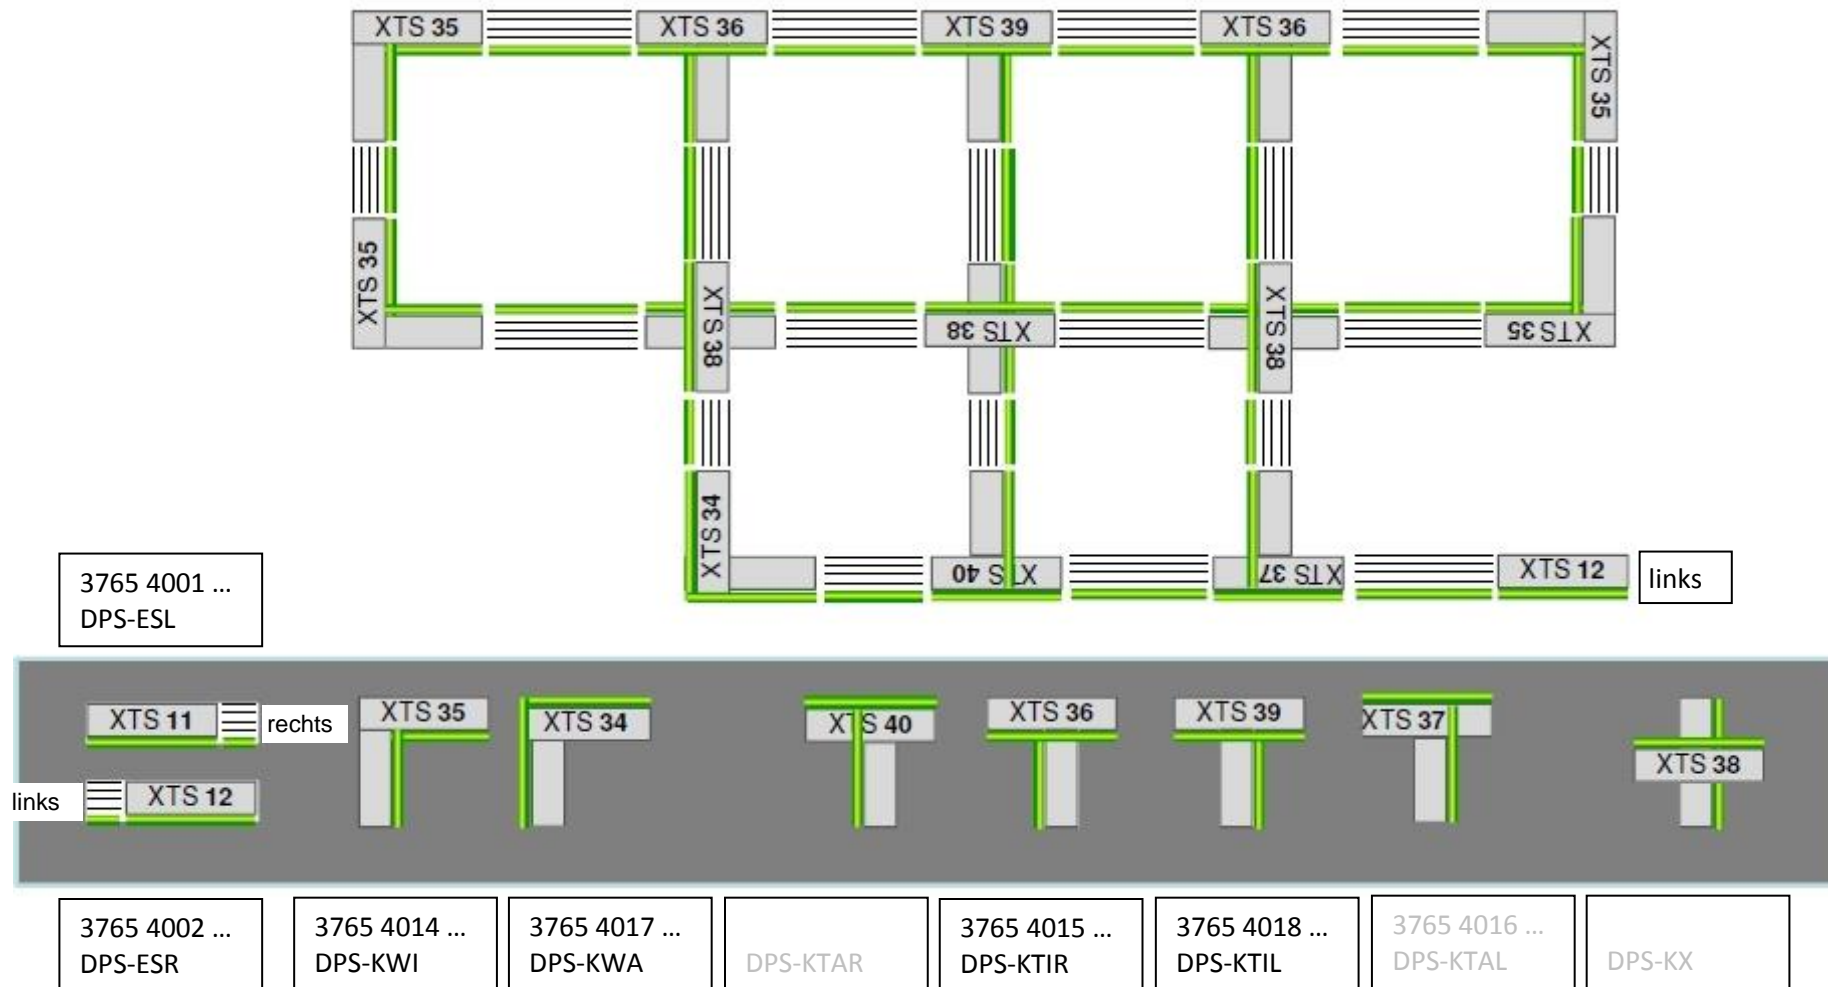 XTS 35
XTS 36
XTS 39
XTS 36
XTS 35
XTS 35
XTS 38
XTS 38
XTS 38
XTS 35
XTS 34
XTS 40
XTS 37
XTS 12
links
3765 4001 ...
DPS-ESL
XTS 11
rechts
XTS 35
XTS 34
XTS 40
XTS 36
XTS 39
XTS 37
XTS 38
links
XTS 12
3765 4002 ...
DPS-ESR
3765 4014 ...
DPS-KWI
3765 4017 ...
DPS-KWA
DPS-KTAR
3765 4015 ...
DPS-KTIR
3765 4018 ...
DPS-KTIL
3765 4016 ...
DPS-KTAL
DPS-KX